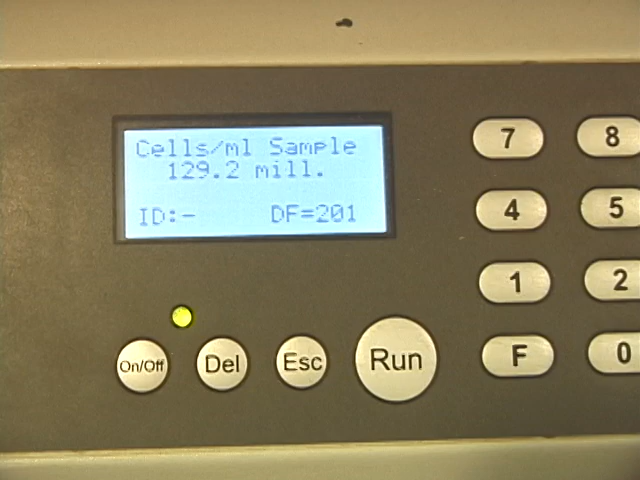 Cells/ml Sample
129.2 mill.
ID:- DF=201
7 8
4 5
1 2
On/Off Del Esc Run F 0